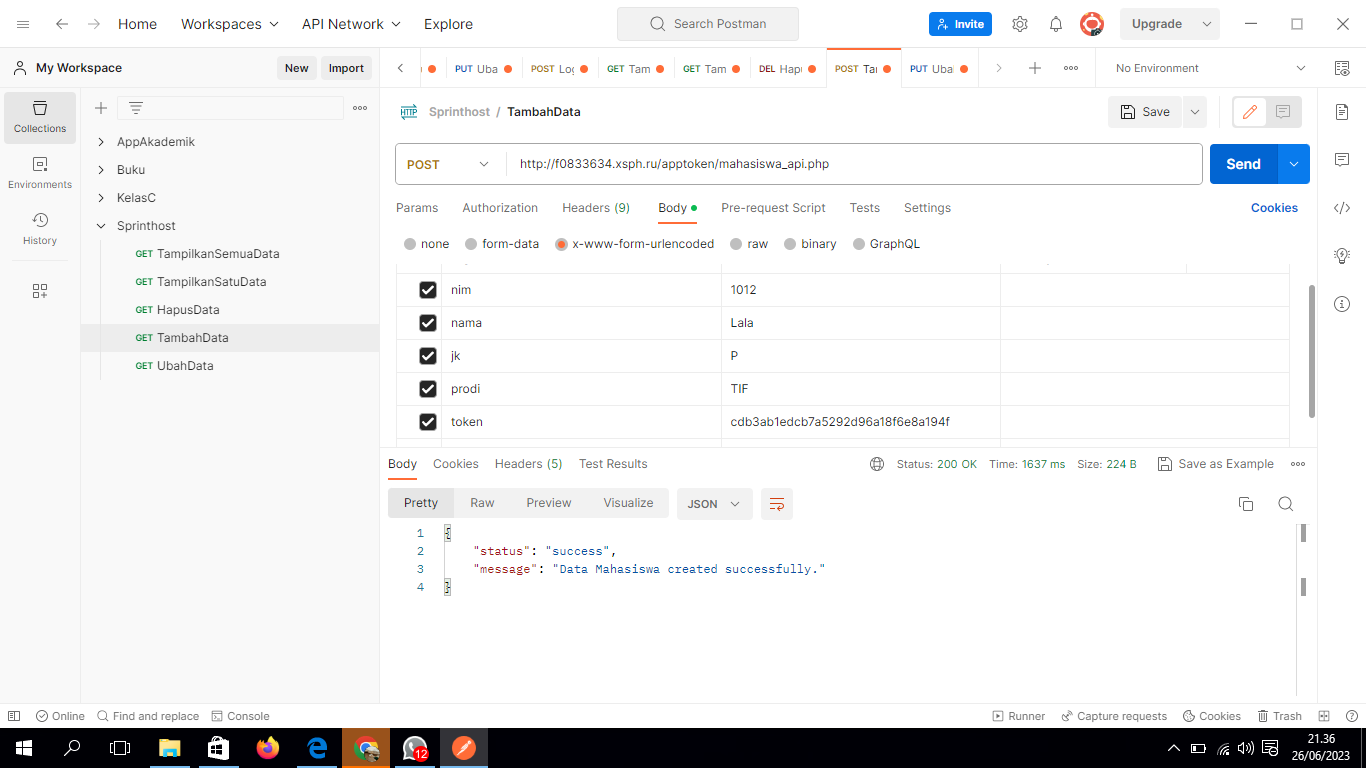 Home Workspaces API Network Explore Search Postman Invite Upgrade
My Workspace New Import PUT Uba POST Log GET Tam GET Tam DEL Hapu POST Tar PUT Uba No Environment
Collections
Environments
History
AppAkademik
Buku
KelasC
Sprinthost
GET TampilkanSemuaData
GET TampilkanSatuData
GET HapusData
GET TambahData
GET UbahData
HTTP Sprinthost / TambahData Save
POST http://f0833634.xsph.ru/apptoken/mahasiswa_api.php Send
Params Authorization Headers (9) Body Pre-request Script Tests Settings Cookies
none form-data x-www-form-urlencoded raw binary GraphQL
nim 1012
nama Lala
jk P
prodi TIF
token cdb3ab1edcb7a5292d96a18f6e8a194f
Body Cookies Headers (5) Test Results Status: 200 OK Time: 1637 ms Size: 224 B Save as Example
Pretty Raw Preview Visualize JSON
1 {
2 "status": "success",
3 "message": "Data Mahasiswa created successfully."
4 }
Online Find and replace Console Runner Capture requests Cookies Trash
12
21.36
26/06/2023